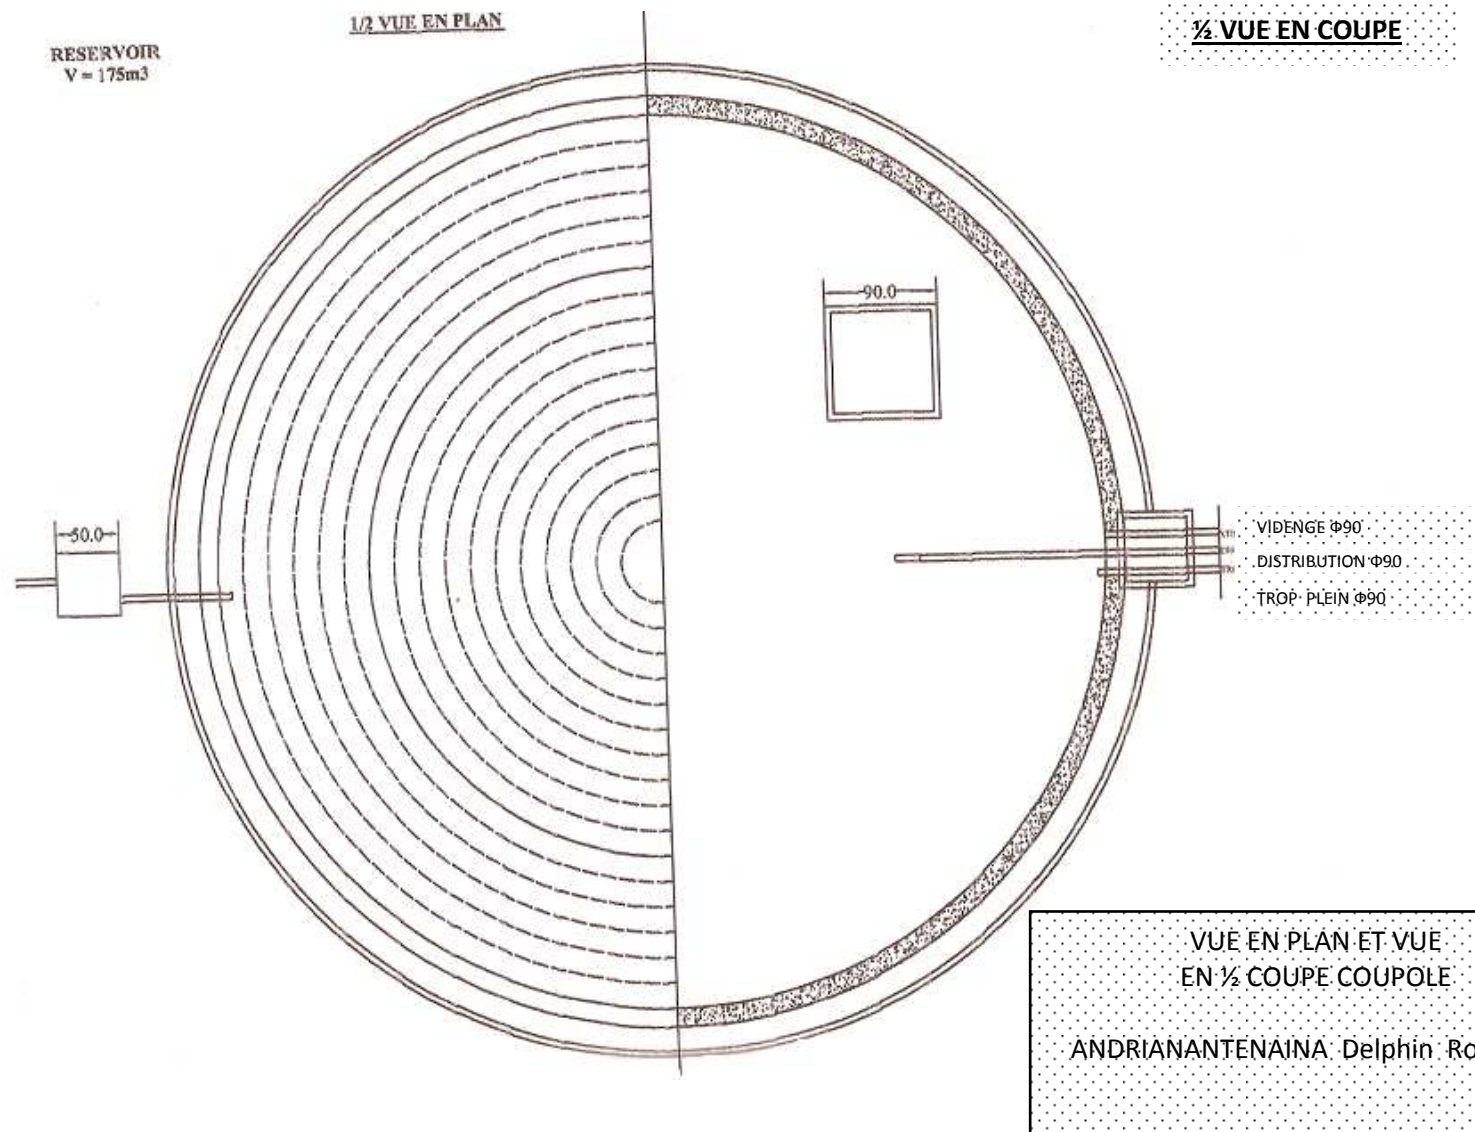 1/2 VUE EN PLAN
½ VUE EN COUPE
RESERVOIR
V = 175m3
90.0
50.0
VIDENGE Φ90
DISTRIBUTION Φ90
TROP PLEIN Φ90
VUE EN PLAN ET VUE
EN ½ COUPE COUPOLE
ANDRIANANTENAINA Delphin Ro